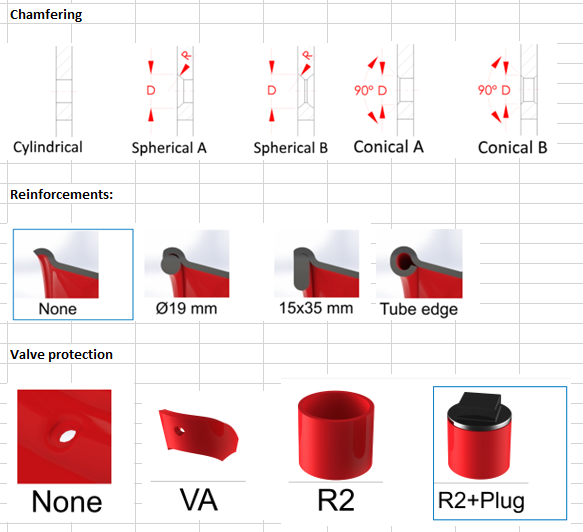 Chamfering
R R
D D 90° D 90° D
Cylindrical Spherical A Spherical B Conical A Conical B
Reinforcements:
None Ø19 mm 15x35 mm Tube edge
Valve protection
None VA R2 R2+Plug